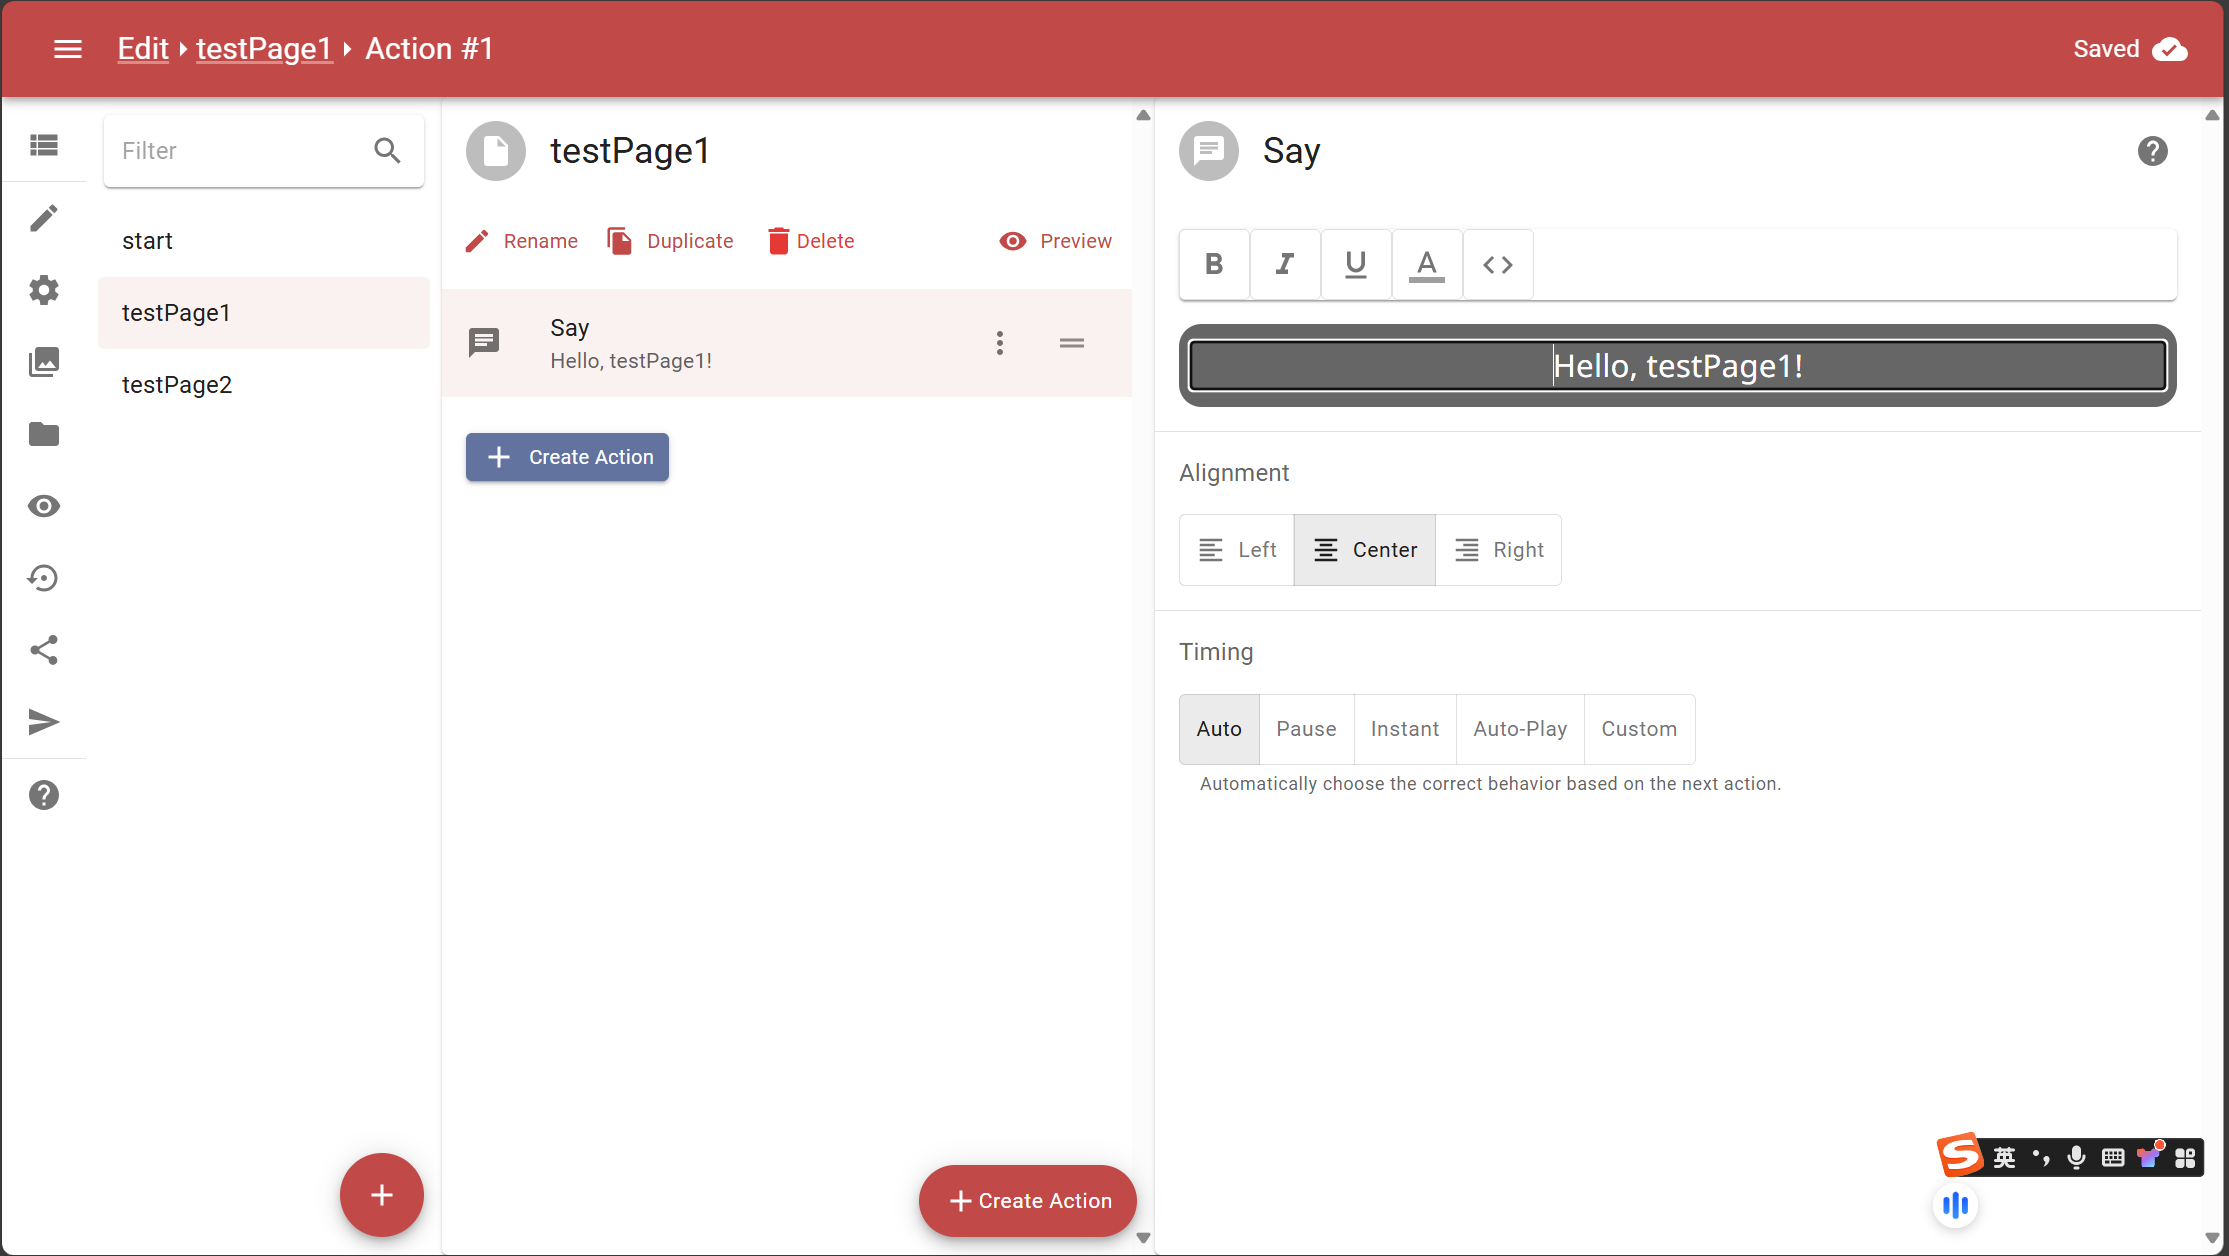 Edit testPage1 Action #1
Saved
Filter
start
testPage1
testPage2
testPage1
Rename Duplicate Delete Preview
Say
Hello, testPage1!
Create Action
Create Action
Say
B I U A <>
Hello, testPage1!
Alignment
Left Center Right
Timing
Auto Pause Instant Auto-Play Custom
Automatically choose the correct behavior based on the next action.
S 英